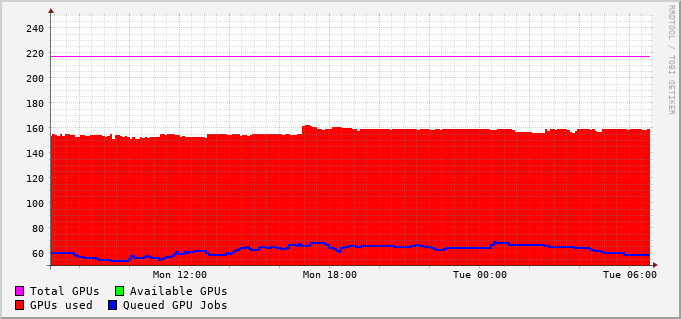 RRDTOOL / TOBI OETIKER
240
220
200
180
160
140
120
100
80
60
Mon 12:00 Mon 18:00 Tue 00:00 Tue 06:00
Total GPUs Available GPUs
GPUs used Queued GPU Jobs